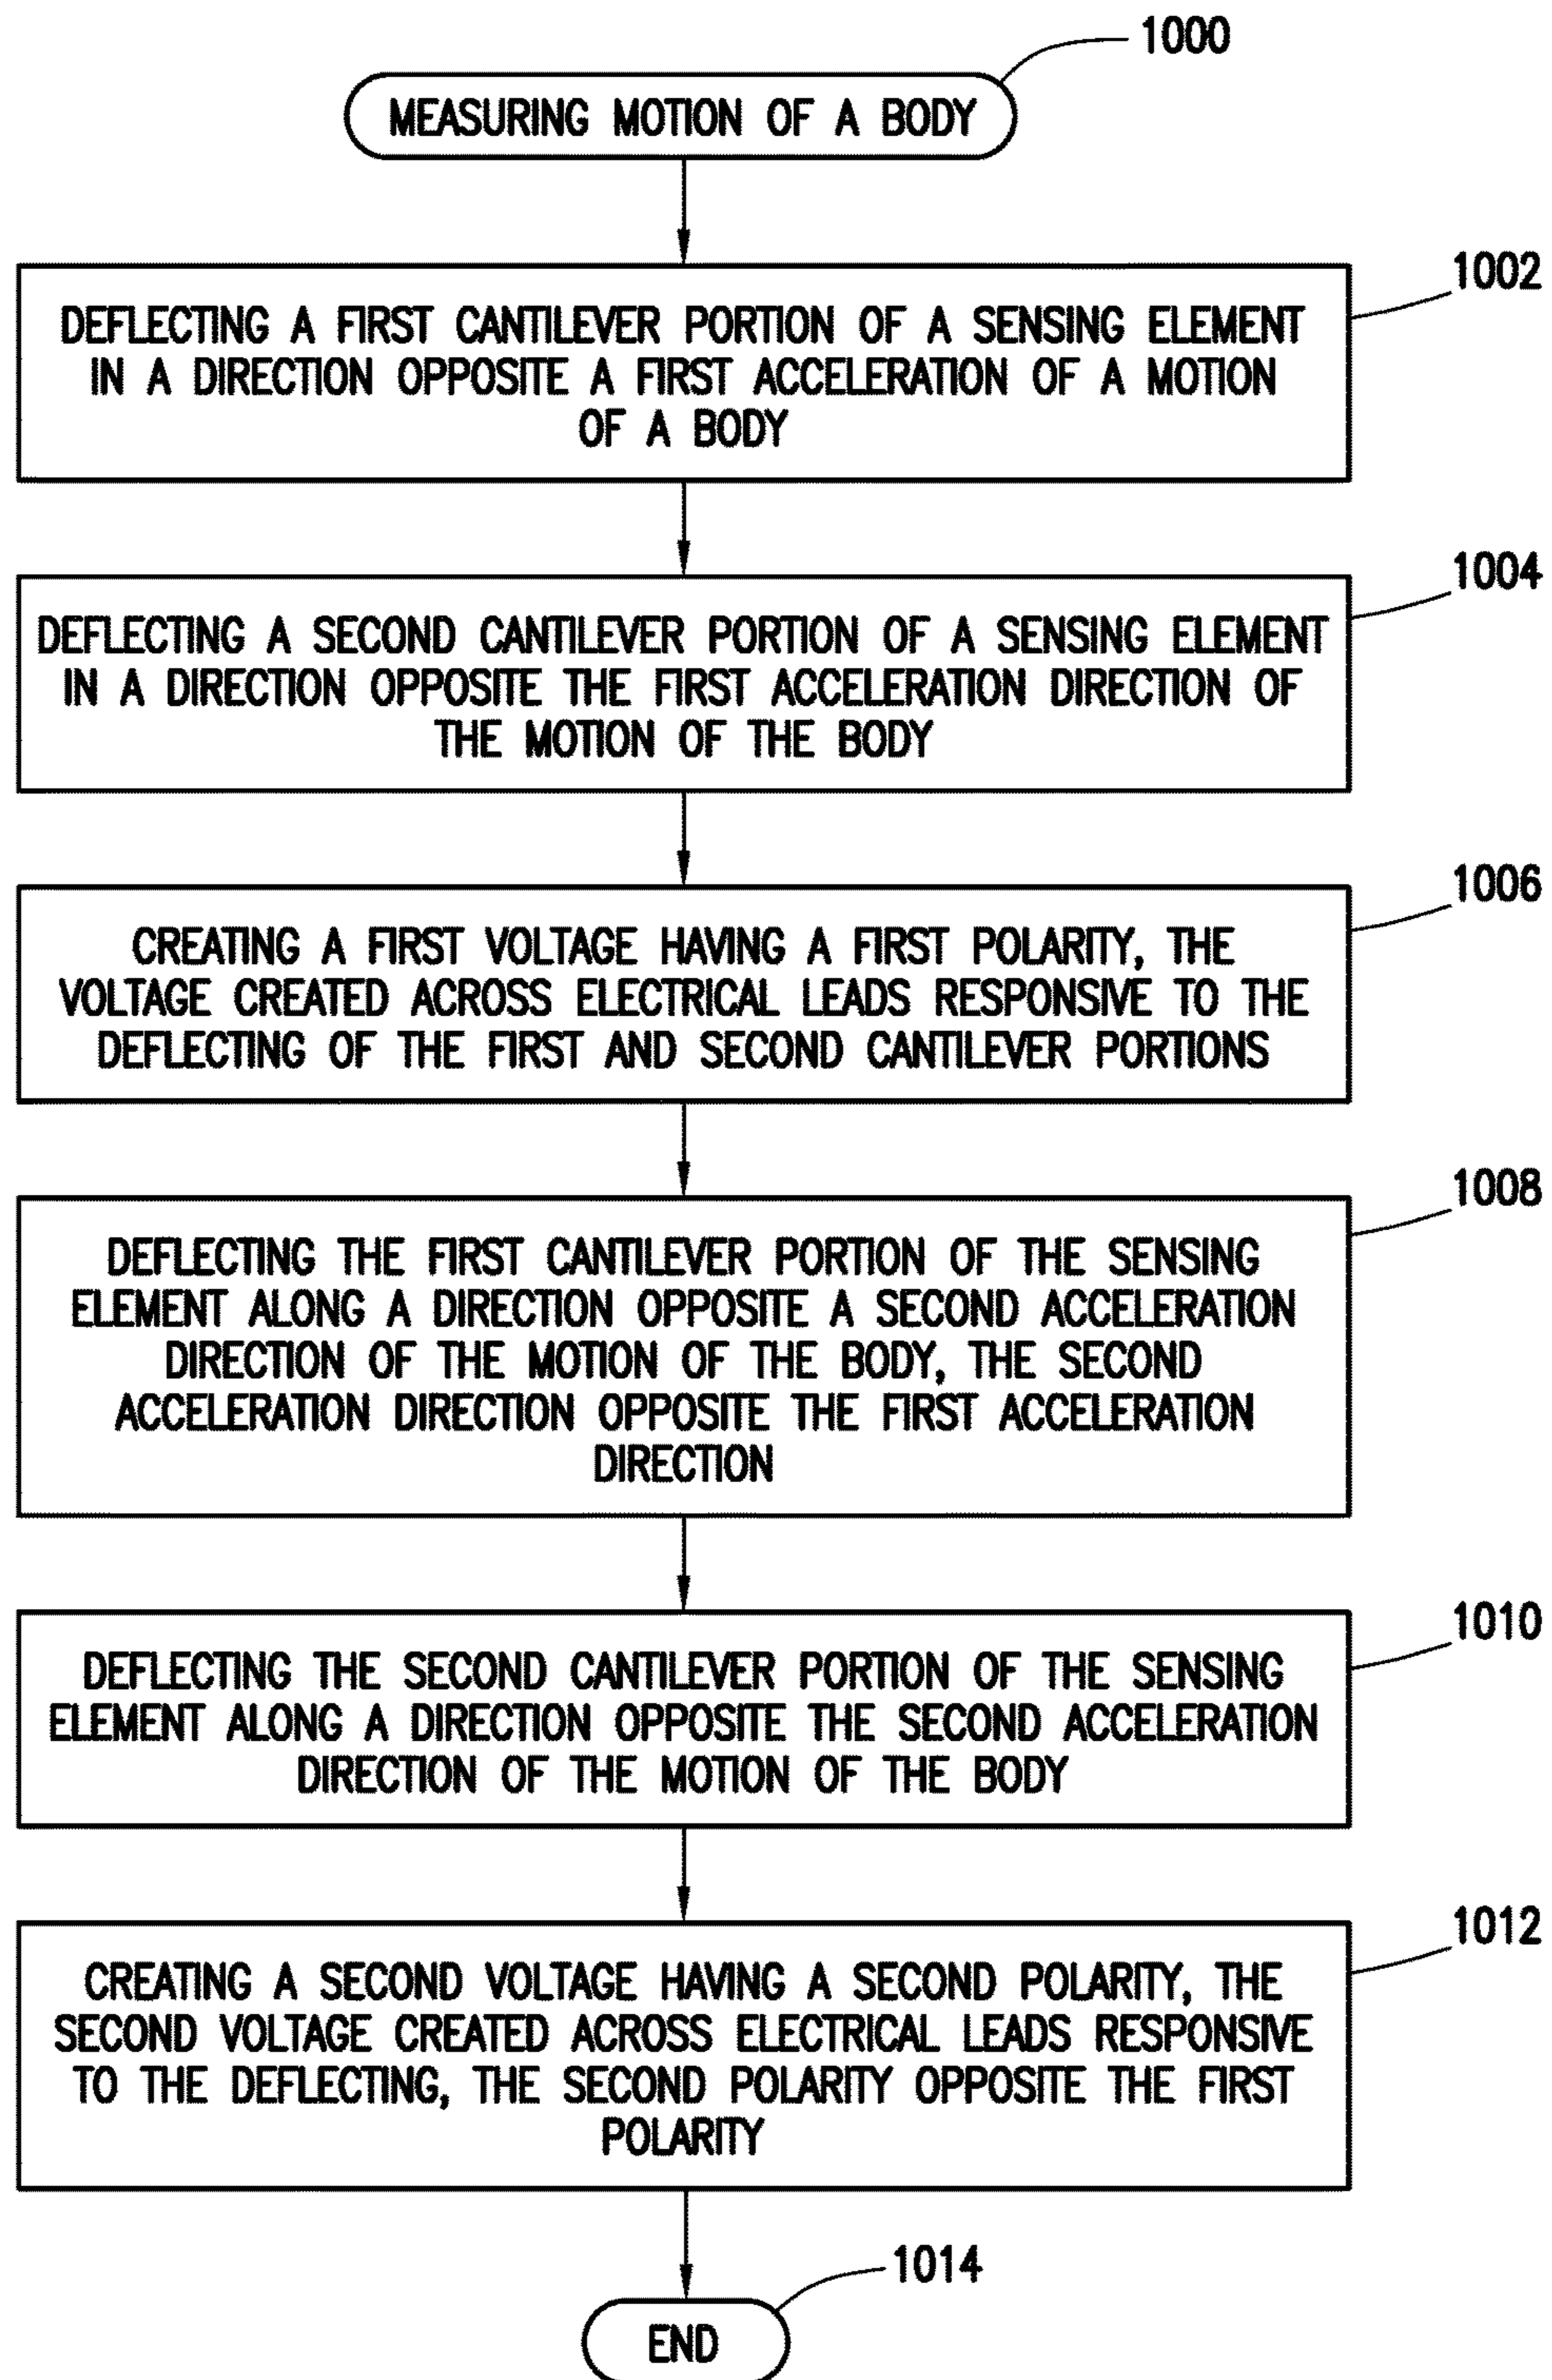 1000
MEASURING MOTION OF A BODY
1002
DEFLECTING A FIRST CANTILEVER PORTION OF A SENSING ELEMENT
IN A DIRECTION OPPOSITE A FIRST ACCELERATION OF A MOTION
OF A BODY
1004
DEFLECTING A SECOND CANTILEVER PORTION OF A SENSING ELEMENT
IN A DIRECTION OPPOSITE THE FIRST ACCELERATION DIRECTION OF
THE MOTION OF THE BODY
1006
CREATING A FIRST VOLTAGE HAVING A FIRST POLARITY, THE
VOLTAGE CREATED ACROSS ELECTRICAL LEADS RESPONSIVE TO THE
DEFLECTING OF THE FIRST AND SECOND CANTILEVER PORTIONS
1008
DEFLECTING THE FIRST CANTILEVER PORTION OF THE SENSING
ELEMENT ALONG A DIRECTION OPPOSITE A SECOND ACCELERATION
DIRECTION OF THE MOTION OF THE BODY, THE SECOND
ACCELERATION DIRECTION OPPOSITE THE FIRST ACCELERATION
DIRECTION
1010
DEFLECTING THE SECOND CANTILEVER PORTION OF THE SENSING
ELEMENT ALONG A DIRECTION OPPOSITE THE SECOND ACCELERATION
DIRECTION OF THE MOTION OF THE BODY
1012
CREATING A SECOND VOLTAGE HAVING A SECOND POLARITY, THE
SECOND VOLTAGE CREATED ACROSS ELECTRICAL LEADS RESPONSIVE
TO THE DEFLECTING, THE SECOND POLARITY OPPOSITE THE FIRST
POLARITY
1014
END